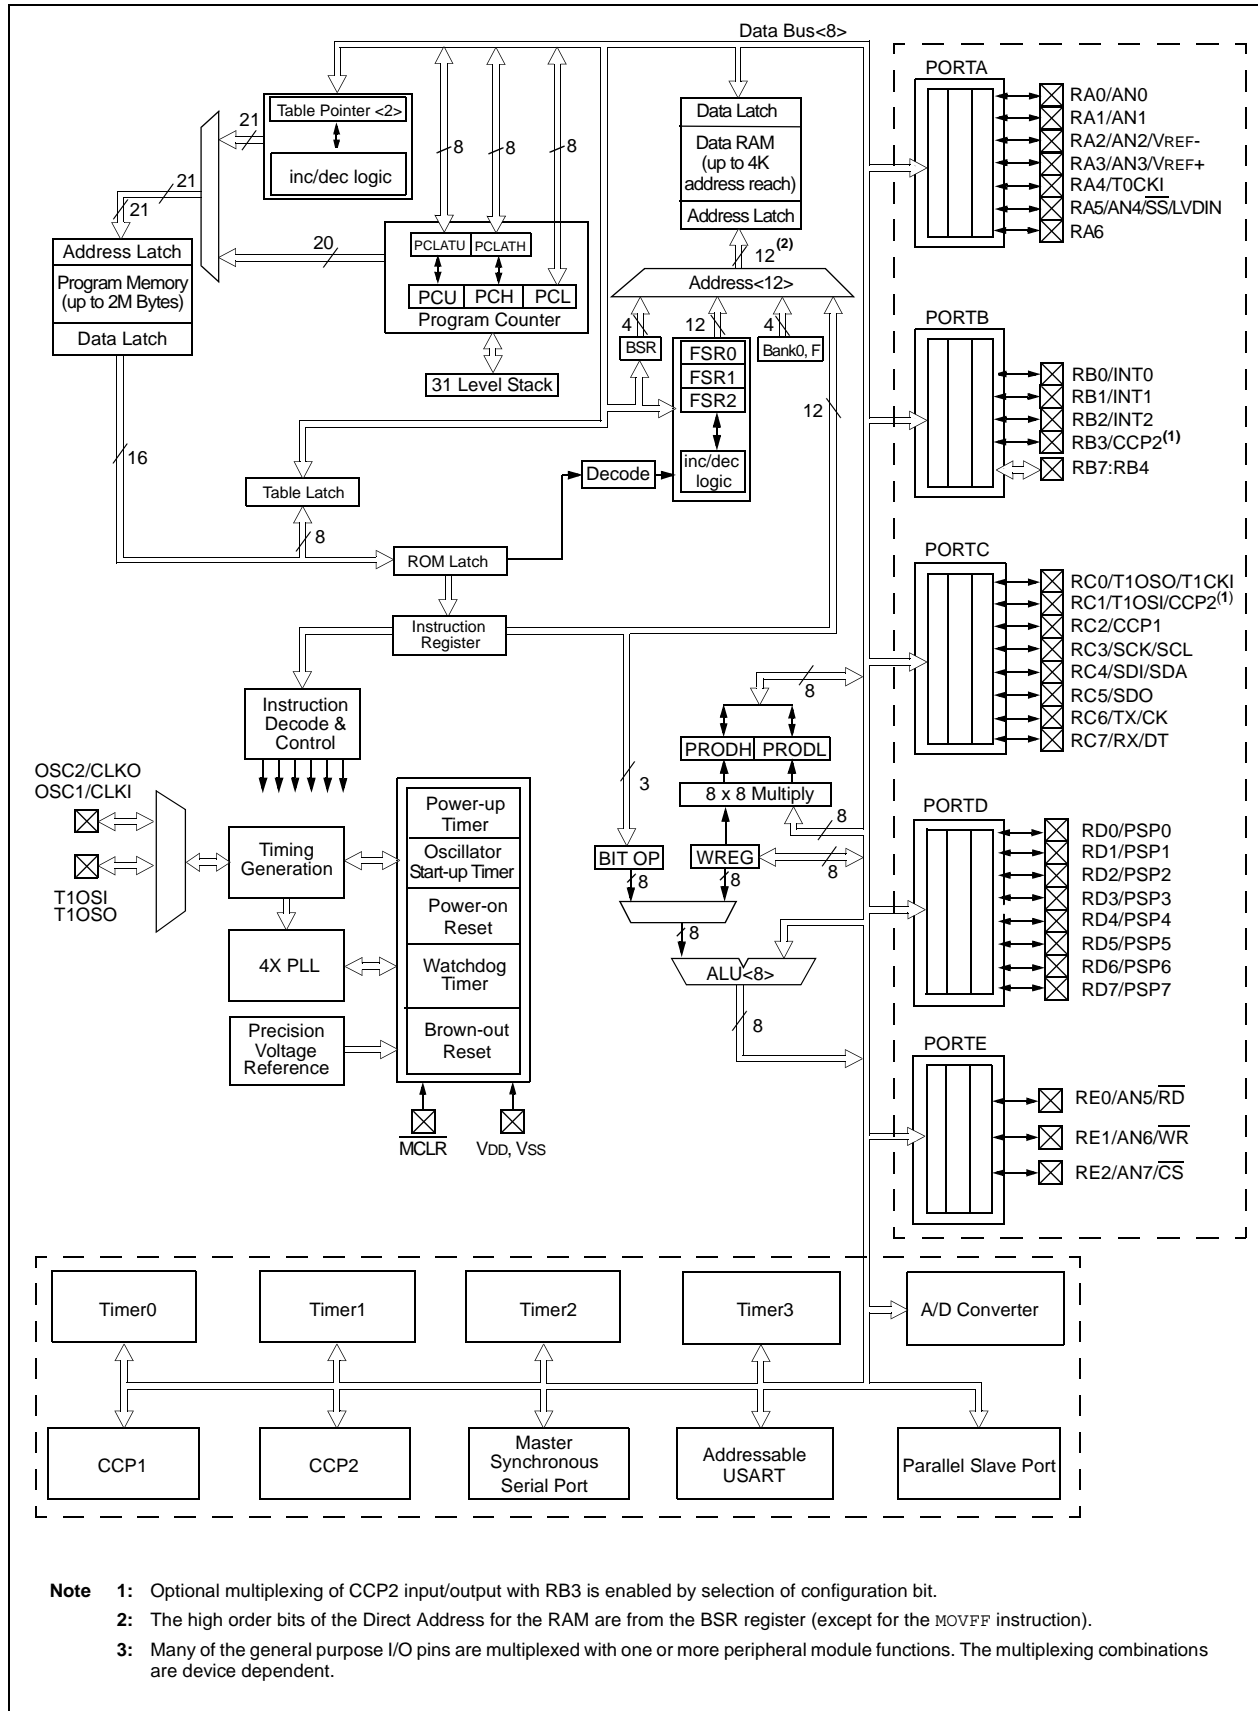 Data Bus<8>
Table Pointer <2>
inc/dec logic
21
21
21
20
8
8
8
Address Latch
Program Memory
(up to 2M Bytes)
Data Latch
16
PCLATU
PCLATH
PCU
PCH
PCL
Program Counter
31 Level Stack
Data Latch
Data RAM
(up to 4K
address reach)
Address Latch
12(2)
Address<12>
4
12
4
BSR
FSR0
FSR1
FSR2
inc/dec
logic
Bank0, F
12
Decode
Table Latch
8
ROM Latch
Instruction
Register
Instruction
Decode &
Control
OSC2/CLKO
OSC1/CLKI
T1OSI
T1OSO
Timing
Generation
4X PLL
Precision
Voltage
Reference
Power-up
Timer
Oscillator
Start-up Timer
Power-on
Reset
Watchdog
Timer
Brown-out
Reset
MCLR
VDD, VSS
8
PRODH
PRODL
8 x 8 Multiply
3
8
BIT OP
WREG
8
8
8
8
ALU<8>
8
PORTA
RA0/AN0
RA1/AN1
RA2/AN2/VREF-
RA3/AN3/VREF+
RA4/T0CKI
RA5/AN4/SS/LVDIN
RA6
PORTB
RB0/INT0
RB1/INT1
RB2/INT2
RB3/CCP2(1)
RB7:RB4
PORTC
RC0/T1OSO/T1CKI
RC1/T1OSI/CCP2(1)
RC2/CCP1
RC3/SCK/SCL
RC4/SDI/SDA
RC5/SDO
RC6/TX/CK
RC7/RX/DT
PORTD
RD0/PSP0
RD1/PSP1
RD2/PSP2
RD3/PSP3
RD4/PSP4
RD5/PSP5
RD6/PSP6
RD7/PSP7
PORTE
RE0/AN5/RD
RE1/AN6/WR
RE2/AN7/CS
Timer0
Timer1
Timer2
Timer3
A/D Converter
CCP1
CCP2
Master
Synchronous
Serial Port
Addressable
USART
Parallel Slave Port
Note 1: Optional multiplexing of CCP2 input/output with RB3 is enabled by selection of configuration bit.
2: The high order bits of the Direct Address for the RAM are from the BSR register (except for the MOVFF instruction).
3: Many of the general purpose I/O pins are multiplexed with one or more peripheral module functions. The multiplexing combinations
are device dependent.